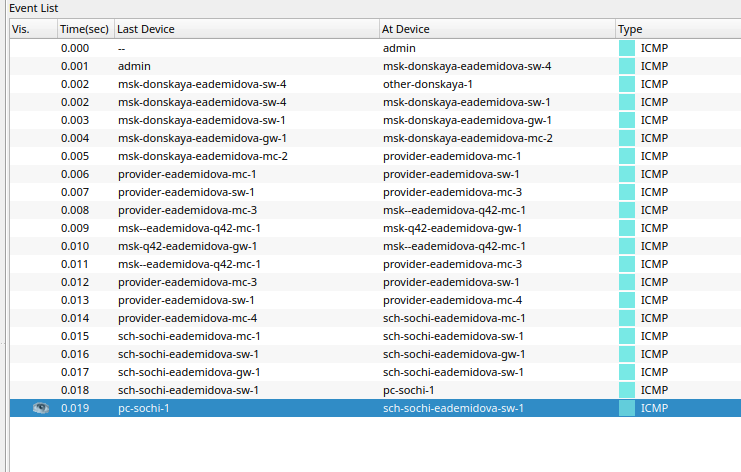 Event List
Vis. Time(sec) Last Device At Device Type
0.000 -- admin ICMP
0.001 admin msk-donskaya-eademidova-sw-4 ICMP
0.002 msk-donskaya-eademidova-sw-4 other-donskaya-1 ICMP
0.002 msk-donskaya-eademidova-sw-4 msk-donskaya-eademidova-sw-1 ICMP
0.003 msk-donskaya-eademidova-sw-1 msk-donskaya-eademidova-gw-1 ICMP
0.004 msk-donskaya-eademidova-gw-1 msk-donskaya-eademidova-mc-2 ICMP
0.005 msk-donskaya-eademidova-mc-2 provider-eademidova-mc-1 ICMP
0.006 provider-eademidova-mc-1 provider-eademidova-sw-1 ICMP
0.007 provider-eademidova-sw-1 provider-eademidova-mc-3 ICMP
0.008 provider-eademidova-mc-3 msk--eademidova-q42-mc-1 ICMP
0.009 msk--eademidova-q42-mc-1 msk-q42-eademidova-gw-1 ICMP
0.010 msk-q42-eademidova-gw-1 msk--eademidova-q42-mc-1 ICMP
0.011 msk--eademidova-q42-mc-1 provider-eademidova-mc-3 ICMP
0.012 provider-eademidova-mc-3 provider-eademidova-sw-1 ICMP
0.013 provider-eademidova-sw-1 provider-eademidova-mc-4 ICMP
0.014 provider-eademidova-mc-4 sch-sochi-eademidova-mc-1 ICMP
0.015 sch-sochi-eademidova-mc-1 sch-sochi-eademidova-sw-1 ICMP
0.016 sch-sochi-eademidova-sw-1 sch-sochi-eademidova-gw-1 ICMP
0.017 sch-sochi-eademidova-gw-1 sch-sochi-eademidova-sw-1 ICMP
0.018 sch-sochi-eademidova-sw-1 pc-sochi-1 ICMP
0.019 pc-sochi-1 sch-sochi-eademidova-sw-1 ICMP